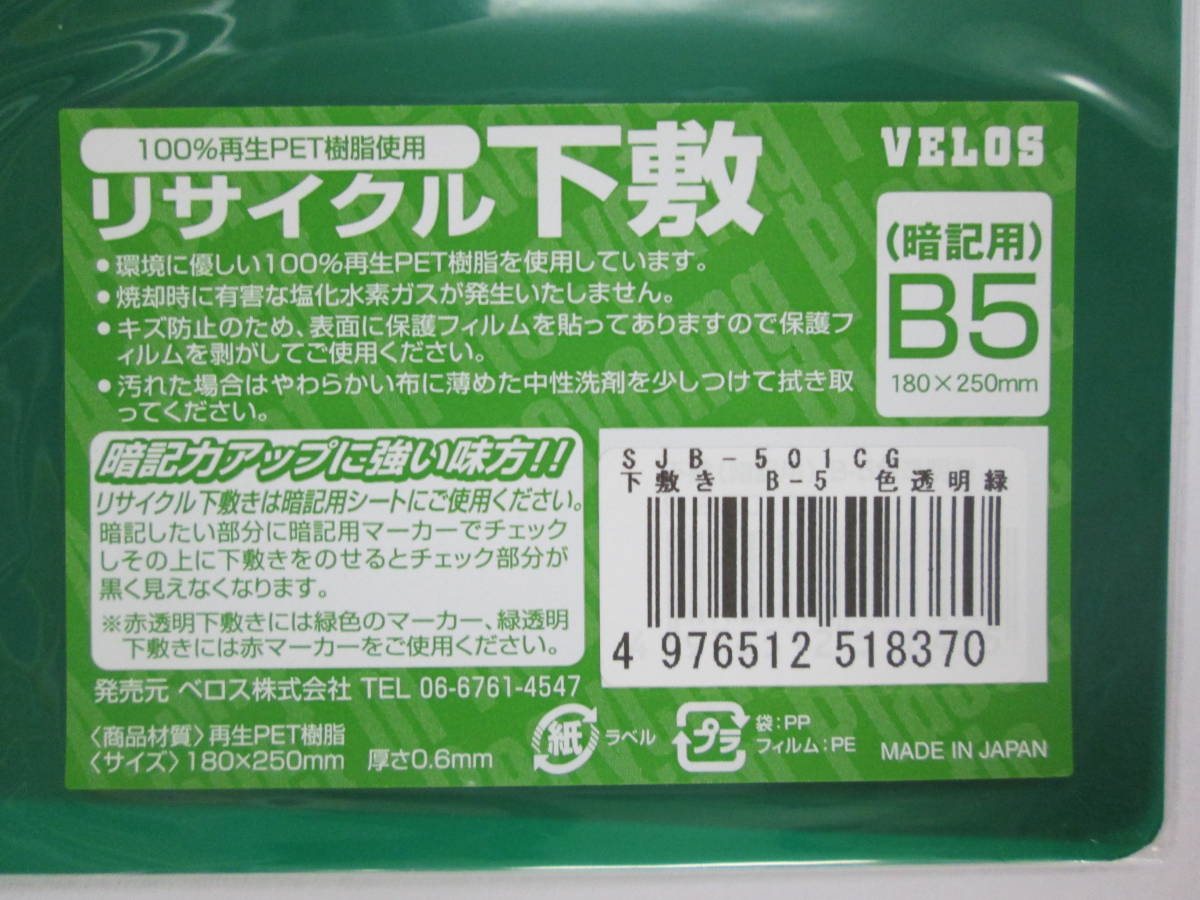 100%再生PET樹脂使用
リサイクル下敷
VELOS
(暗記用)
B5
180×250mm
●環境に優しい100%再生PET樹脂を使用しています。
●焼却時に有害な塩化水素ガスが発生いたしません。
●キズ防止のため、表面に保護フィルムを貼ってありますので保護フ
ィルムを剥がしてご使用ください。
●汚れた場合はやわらかい布に薄めた中性洗剤を少しつけて拭き取
ってください。
暗記力アップに強い味方!!
リサイクル下敷きは暗記用シートにご使用ください。
暗記したい部分に暗記用マーカーでチェック
しその上に下敷きをのせるとチェック部分が
黒く見えなくなります。
※赤透明下敷きには緑色のマーカー、緑透明
下敷きには赤マーカーをご使用ください。
SJB-501CG
下敷き B-5 色透明緑
4 976512 518370
発売元 ベロス株式会社 TEL 06-6761-4547
〈商品材質〉再生PET樹脂
〈サイズ〉180×250mm 厚さ0.6mm
紙 ラベル
プラ 袋:PP
フィルム:PE
MADE IN JAPAN